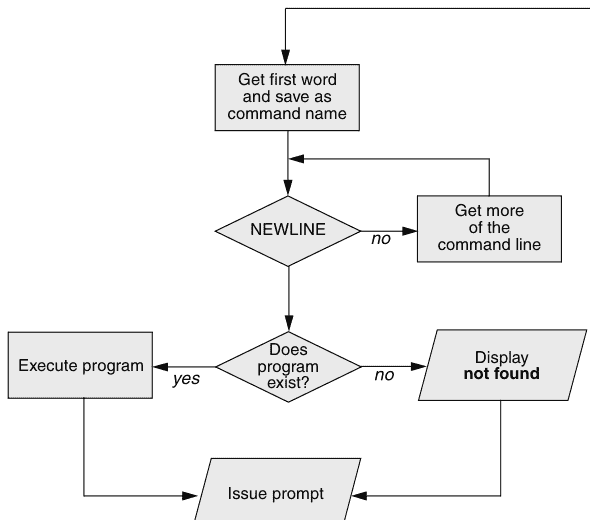 Get first word
and save as
command name
NEWLINE
no
Get more
of the
command line
Does
program
exist?
yes
no
Execute program
Display
not found
Issue prompt